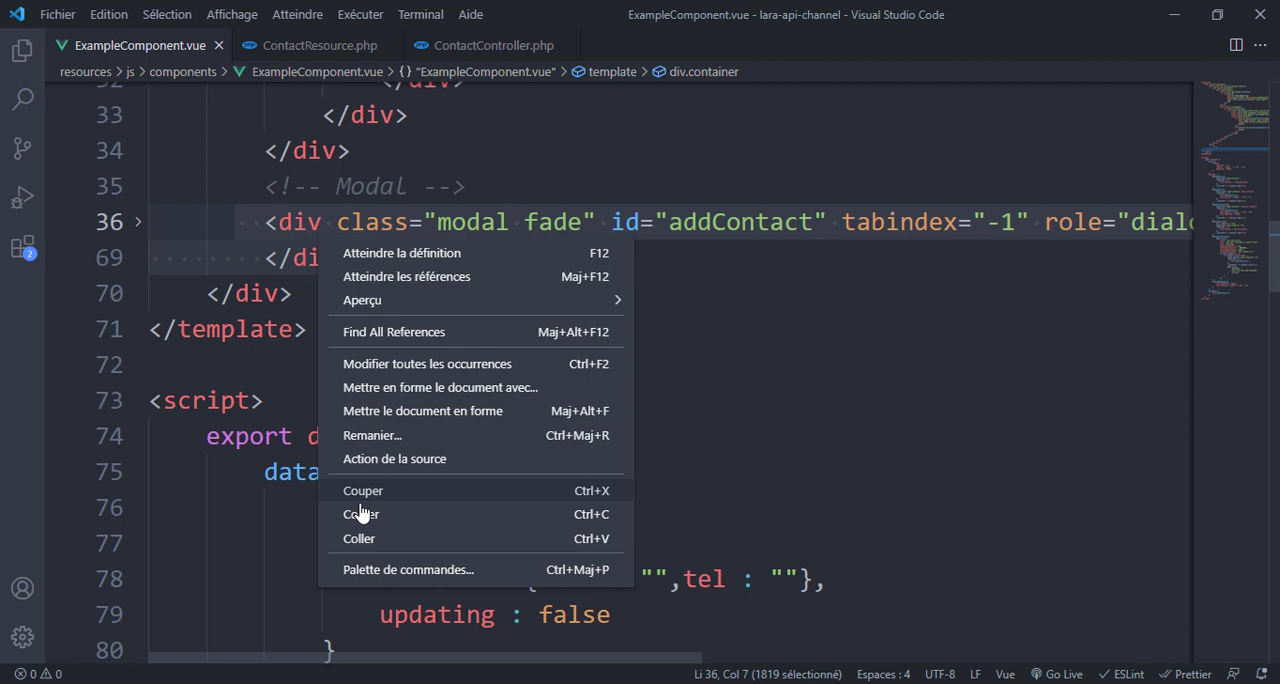 Fichier Edition Sélection Affichage Atteindre Exécuter Terminal Aide ExampleComponent.vue - lara-api-channel - Visual Studio Code
ExampleComponent.vue ContactResource.php ContactController.php
resources > js > components > ExampleComponent.vue > {} "ExampleComponent.vue" > template > div.container
33 </div>
34 </div>
35 <!-- Modal -->
36 <div class="modal fade" id="addContact" tabindex="-1" role="dialo
69 </di
70 </div>
71 </template>
72
73 <script>
74 export d
75 data
76
77
78 "",tel : ""},
79 updating : false
80 }
Atteindre la définition F12
Atteindre les références Maj+F12
Aperçu >
Find All References Maj+Alt+F12
Modifier toutes les occurrences Ctrl+F2
Mettre en forme le document avec...
Mettre le document en forme Maj+Alt+F
Remanier... Ctrl+Maj+R
Action de la source
Couper Ctrl+X
Ctrl+C
Coller Ctrl+V
Palette de commandes... Ctrl+Maj+P
2
0 0 Li 36, Col 7 (1819 sélectionné) Espaces : 4 UTF-8 LF Vue Go Live ESLint Prettier